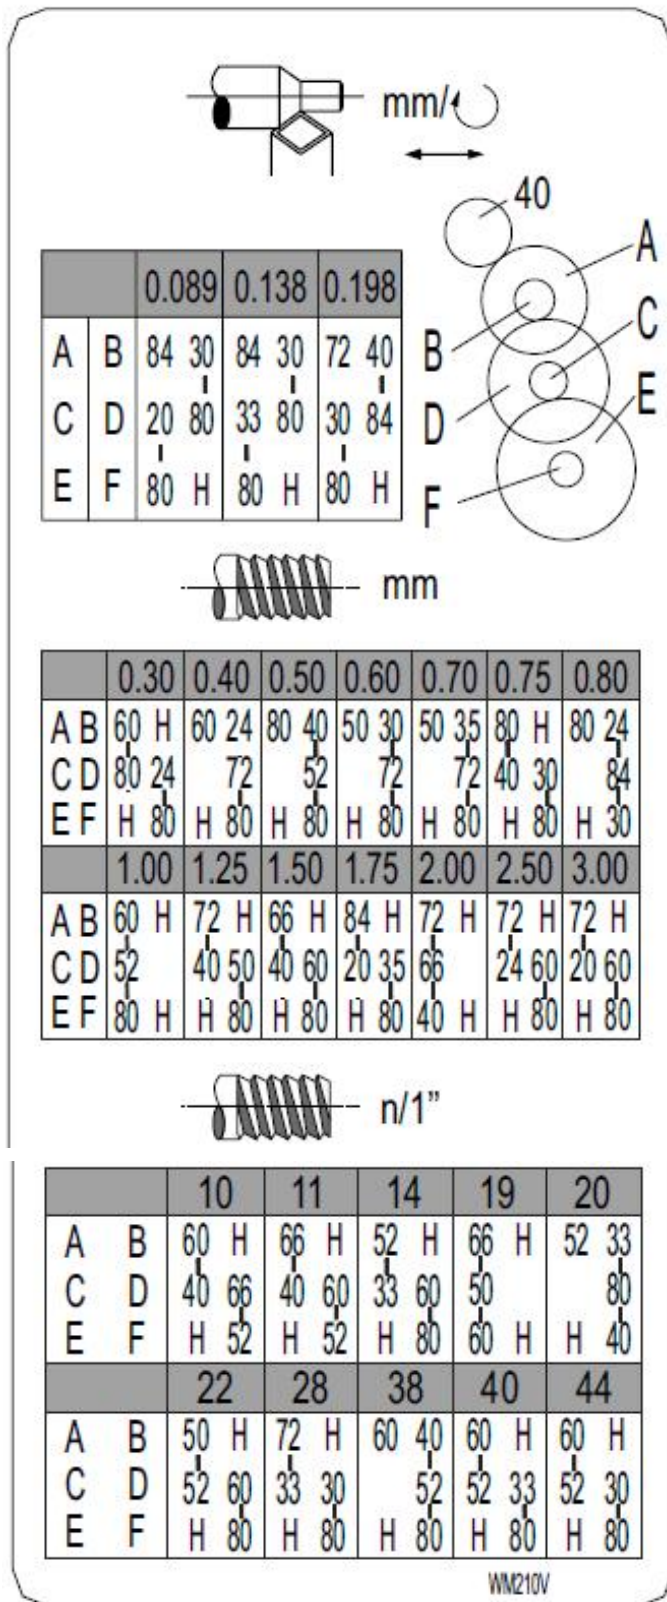 mm/
40
A
B
C
D
E
F
0.089 0.138 0.198
A B 84 30 84 30 72 40
C D 20 80 33 80 30 84
E F 80 H 80 H 80 H
mm
0.30 0.40 0.50 0.60 0.70 0.75 0.80
A B 60 H 60 24 80 40 50 30 50 35 80 H 80 24
C D 80 24 72 52 72 72 40 30 84
E F H 80 H 80 H 80 H 80 H 80 H 80 H 30
1.00 1.25 1.50 1.75 2.00 2.50 3.00
A B 60 H 72 H 66 H 84 H 72 H 72 H 72 H
C D 52 40 50 40 60 20 35 66 24 60 20 60
E F 80 H H 80 H 80 H 80 40 H H 80 H 80
n/1”
10 11 14 19 20
A B 60 H 66 H 52 H 66 H 52 33
C D 40 66 40 60 33 60 50 80
E F H 52 H 52 H 80 60 H H 40
22 28 38 40 44
A B 50 H 72 H 60 40 60 H 60 H
C D 52 60 33 30 52 52 33 52 30
E F H 80 H 80 H 80 H 80 H 80
WM210V